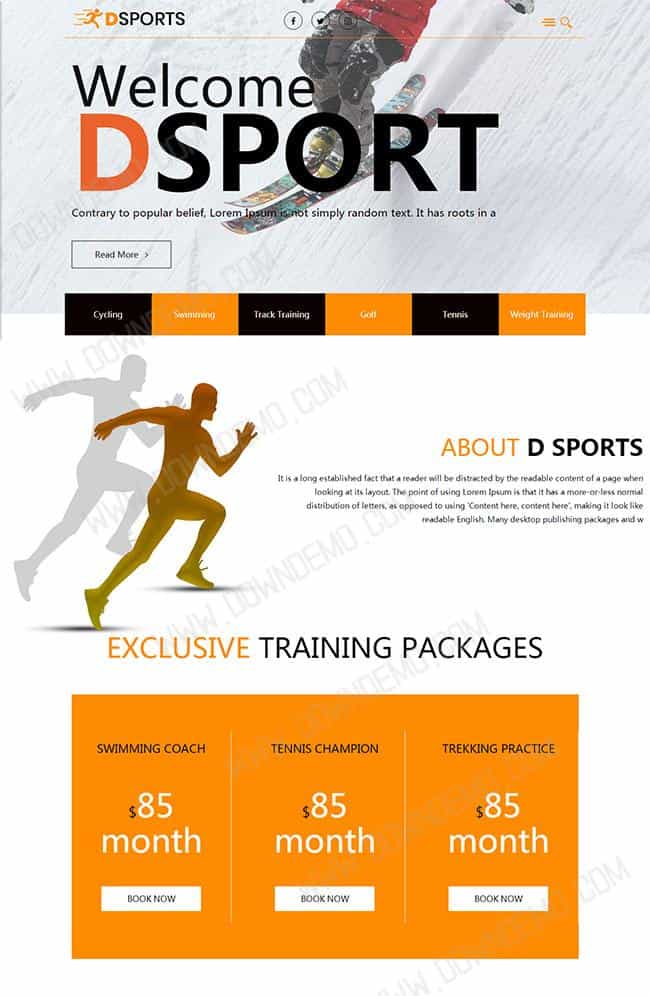 DSPORTS
Welcome
DSPORT
Contrary to popular belief, Lorem Ipsum is not simply random text. It has roots in a
Read More >
Cycling
Swimming
Track Training
Golf
Tennis
Weight Training
ABOUT D SPORTS
It is a long established fact that a reader will be distracted by the readable content of a page when
looking at its layout. The point of using Lorem Ipsum is that it has a more-or-less normal
distribution of letters, as opposed to using 'Content here, content here', making it look like
readable English. Many desktop publishing packages and w
EXCLUSIVE TRAINING PACKAGES
SWIMMING COACH
$85
month
BOOK NOW
TENNIS CHAMPION
$85
month
BOOK NOW
TREKKING PRACTICE
$85
month
BOOK NOW
WWW.DOWNDEMO.COM